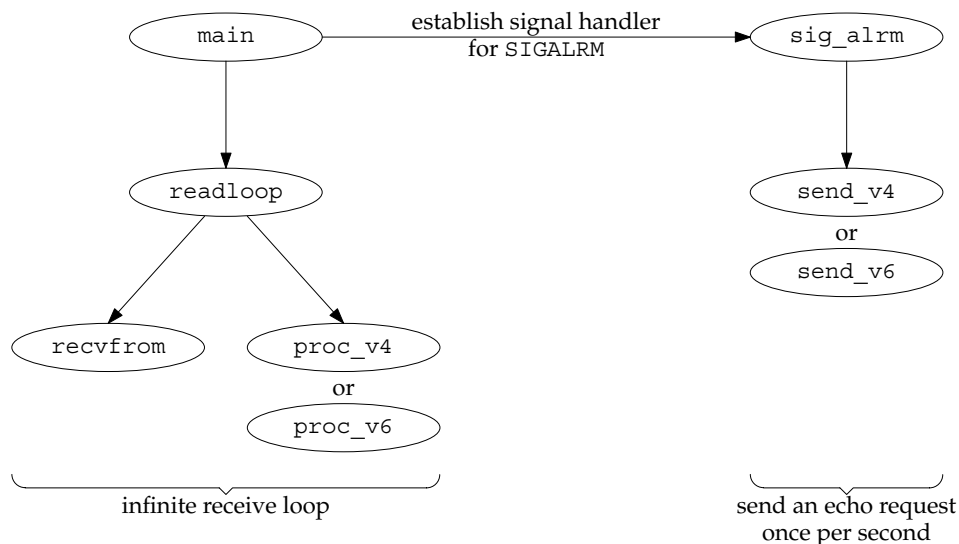 main
establish signal handler
for SIGALRM
sig_alrm
readloop
send_v4
or
send_v6
recvfrom
proc_v4
or
proc_v6
infinite receive loop
send an echo request
once per second